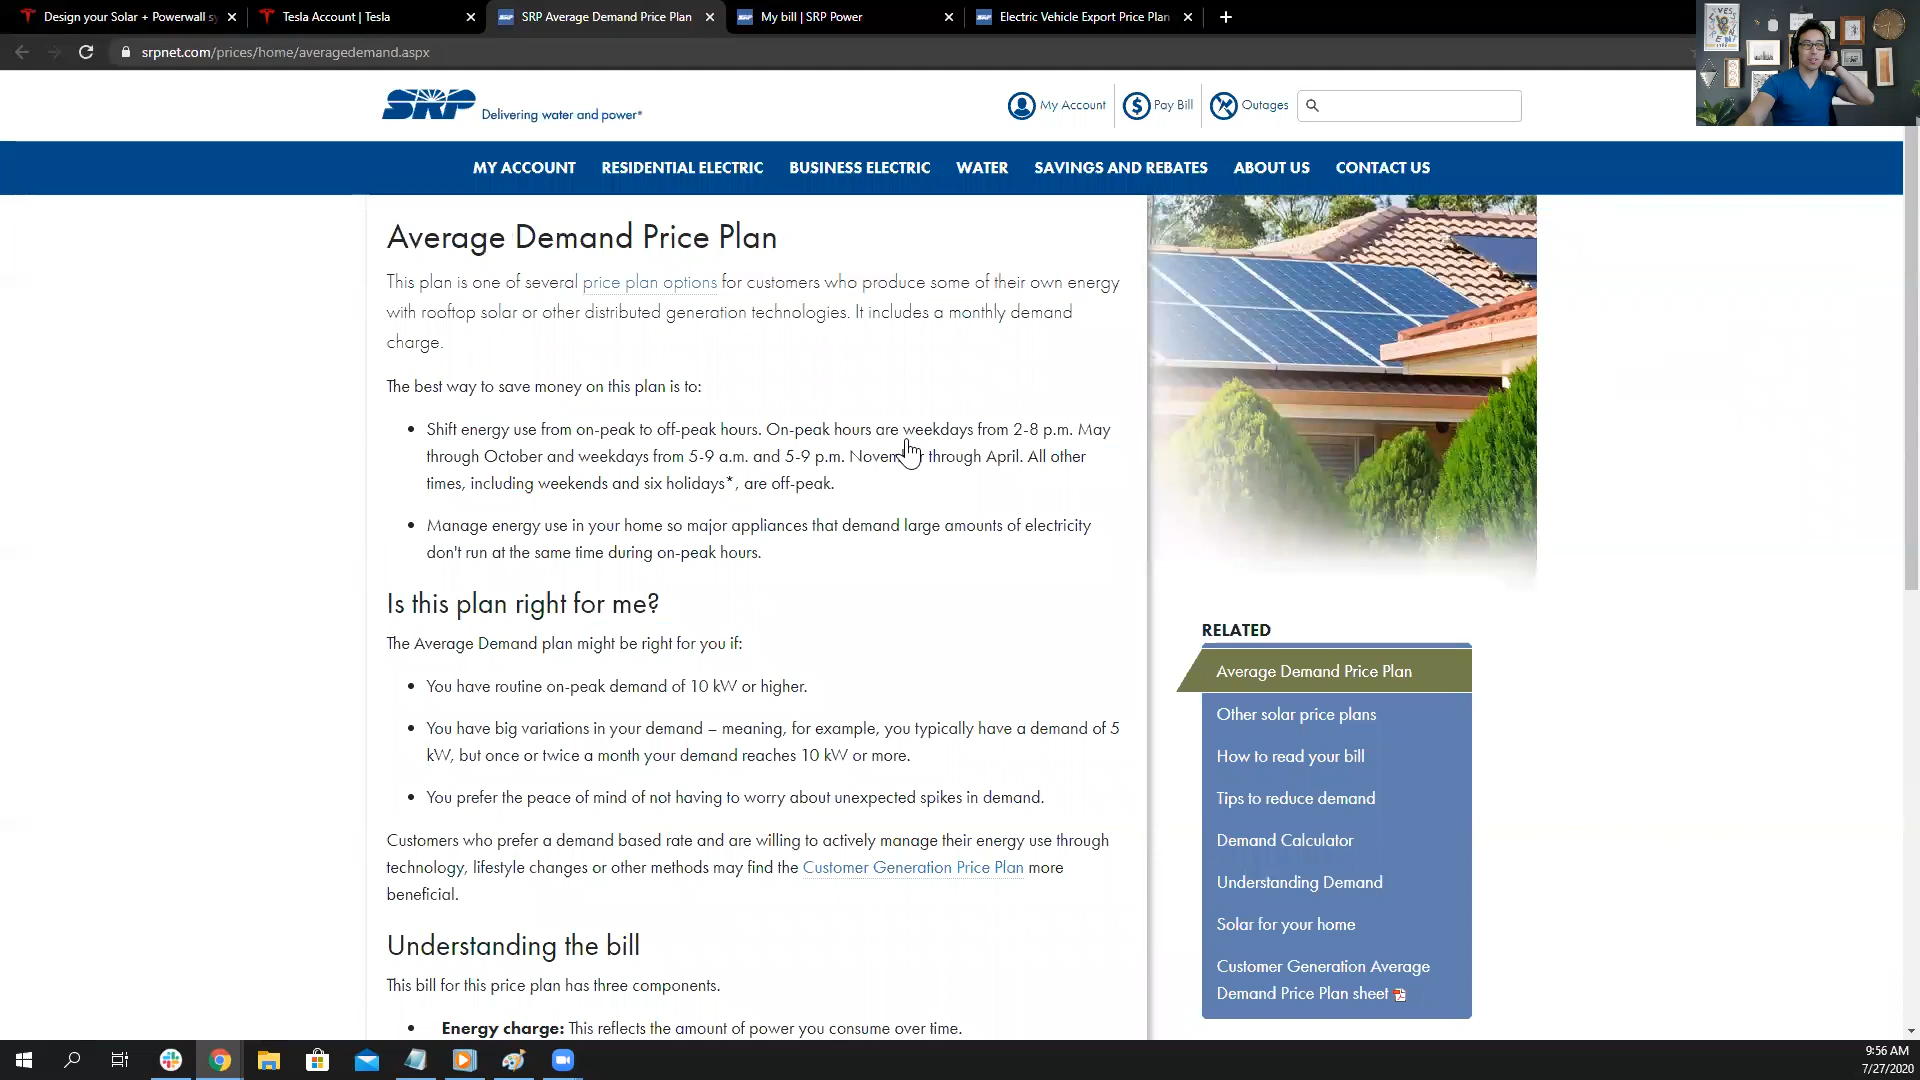 Design your Solar + Powerwall sy
Tesla Account | Tesla
SRP Average Demand Price Plan
My bill | SRP Power
Electric Vehicle Export Price Plan
srpnet.com/prices/home/averagedemand.aspx
SRP Delivering water and power®
My Account
Pay Bill
Outages
MY ACCOUNT
RESIDENTIAL ELECTRIC
BUSINESS ELECTRIC
WATER
SAVINGS AND REBATES
ABOUT US
CONTACT US
Average Demand Price Plan
This plan is one of several price plan options for customers who produce some of their own energy
with rooftop solar or other distributed generation technologies. It includes a monthly demand
charge.
The best way to save money on this plan is to:
Shift energy use from on-peak to off-peak hours. On-peak hours are weekdays from 2-8 p.m. May
through October and weekdays from 5-9 a.m. and 5-9 p.m. November through April. All other
times, including weekends and six holidays*, are off-peak.
Manage energy use in your home so major appliances that demand large amounts of electricity
don't run at the same time during on-peak hours.
Is this plan right for me?
The Average Demand plan might be right for you if:
You have routine on-peak demand of 10 kW or higher.
You have big variations in your demand – meaning, for example, you typically have a demand of 5
kW, but once or twice a month your demand reaches 10 kW or more.
You prefer the peace of mind of not having to worry about unexpected spikes in demand.
Customers who prefer a demand based rate and are willing to actively manage their energy use through
technology, lifestyle changes or other methods may find the Customer Generation Price Plan more
beneficial.
Understanding the bill
This bill for this price plan has three components.
Energy charge: This reflects the amount of power you consume over time.
RELATED
Average Demand Price Plan
Other solar price plans
How to read your bill
Tips to reduce demand
Demand Calculator
Understanding Demand
Solar for your home
Customer Generation Average
Demand Price Plan sheet
9:56 AM
7/27/2020